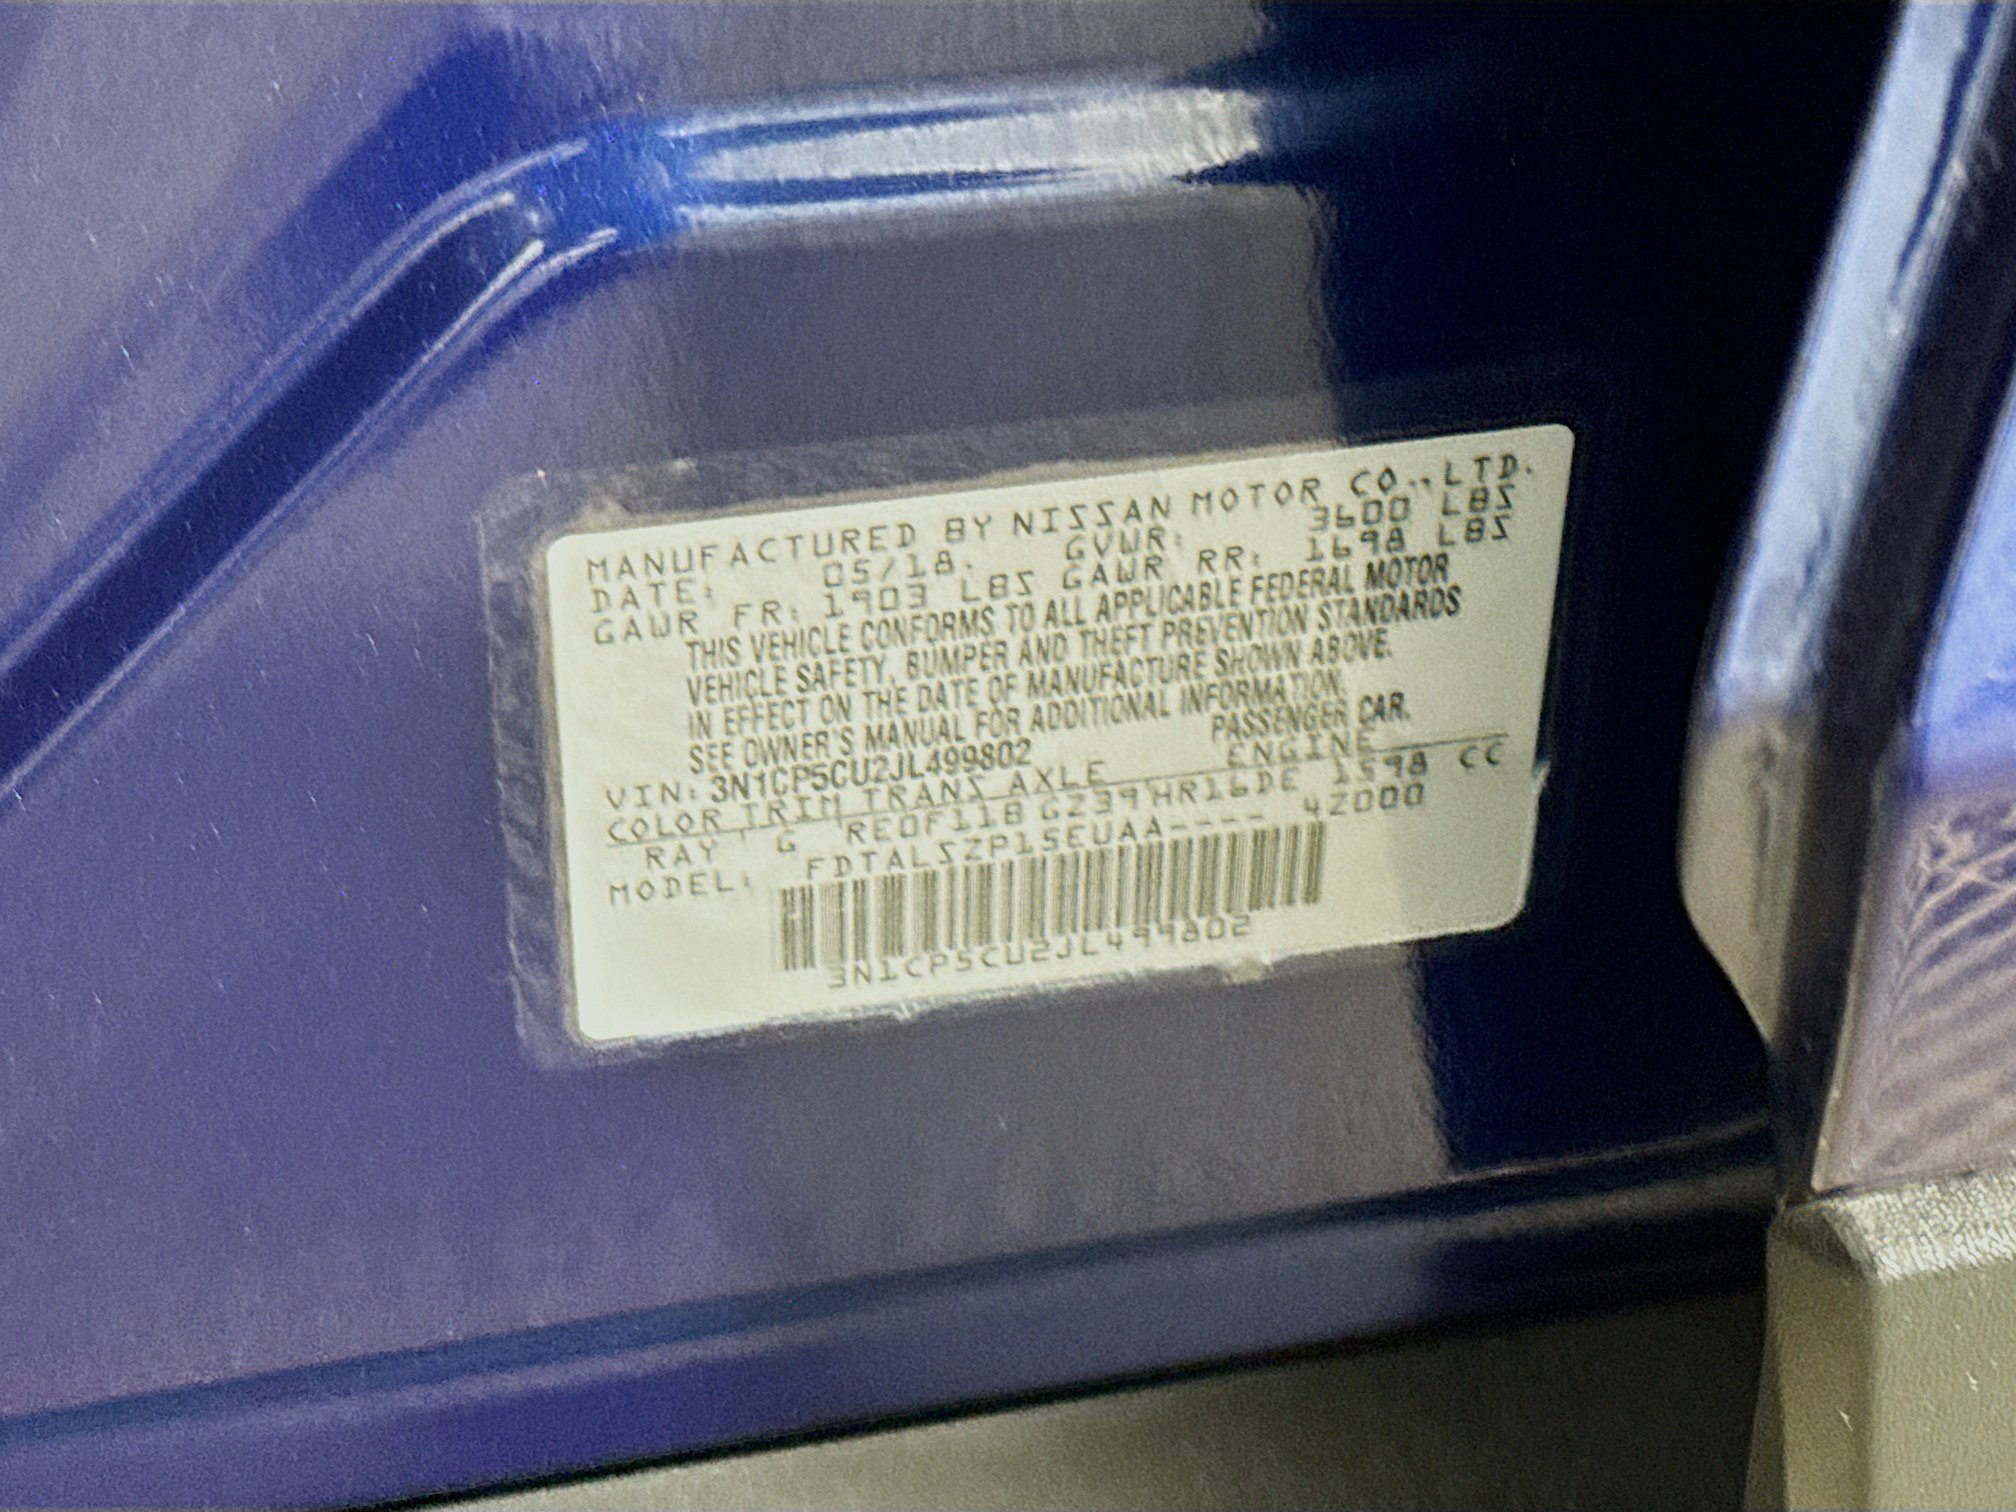 MANUFACTURED BY NISSAN MOTOR CO.,LTD.
DATE: 05/18. GVWR: 3600 LBS
GAWR FR: 1903 LBS GAWR RR: 1698 LBS
THIS VEHICLE CONFORMS TO ALL APPLICABLE FEDERAL MOTOR
VEHICLE SAFETY, BUMPER AND THEFT PREVENTION STANDARDS
IN EFFECT ON THE DATE OF MANUFACTURE SHOWN ABOVE.
SEE OWNER'S MANUAL FOR ADDITIONAL INFORMATION.
VIN: 3N1CP5CU2JL499802 PASSENGER CAR.
COLOR TRIM TRANS AXLE ENGINE
RAY G RE0F11B GZ39 HR16DE 1598 CC
MODEL: FDTALSZP15EUAA---- 42000
3N1CP5CU2JL499802